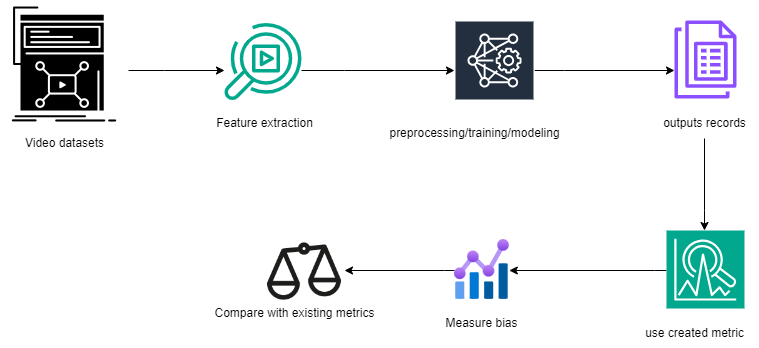 Video datasets
Feature extraction
preprocessing/training/modeling
outputs records
use created metric
Measure bias
Compare with existing metrics